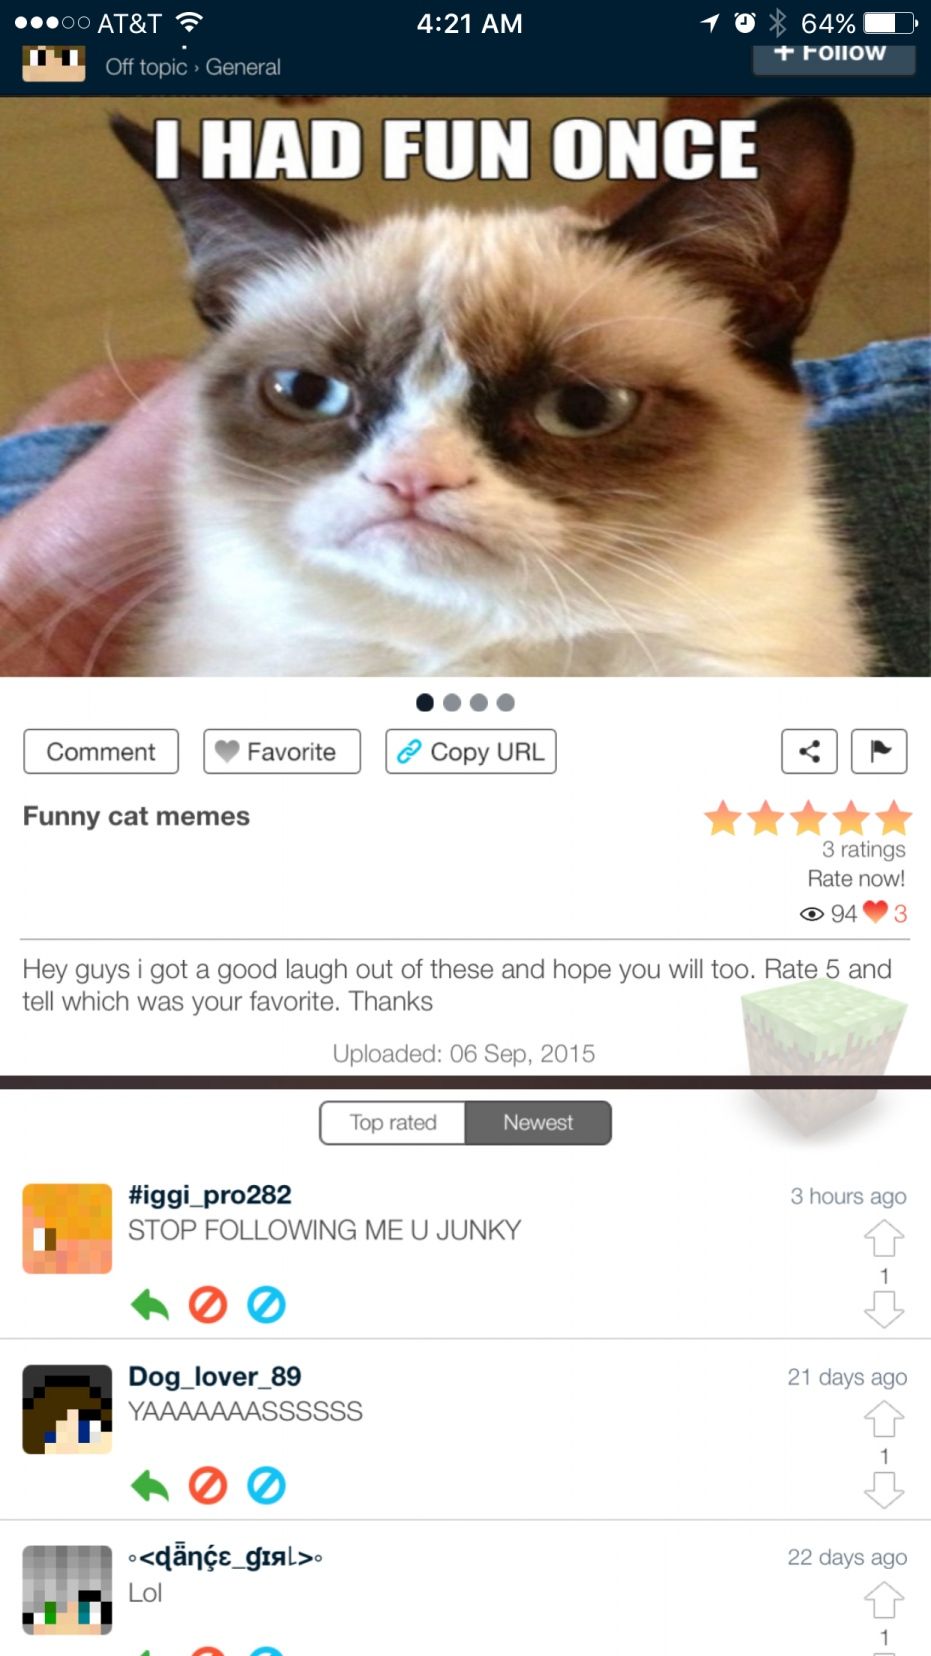 AT&T 4:21 AM 64%
Off topic › General
+ Follow
I HAD FUN ONCE
Comment Favorite Copy URL
Funny cat memes
3 ratings
Rate now!
94 3
Hey guys i got a good laugh out of these and hope you will too. Rate 5 and
tell which was your favorite. Thanks
Uploaded: 06 Sep, 2015
Top rated Newest
#iggi_pro282 3 hours ago
STOP FOLLOWING ME U JUNKY
1
Dog_lover_89 21 days ago
YAAAAAAASSSSSS
1
22 days ago
Lol
1